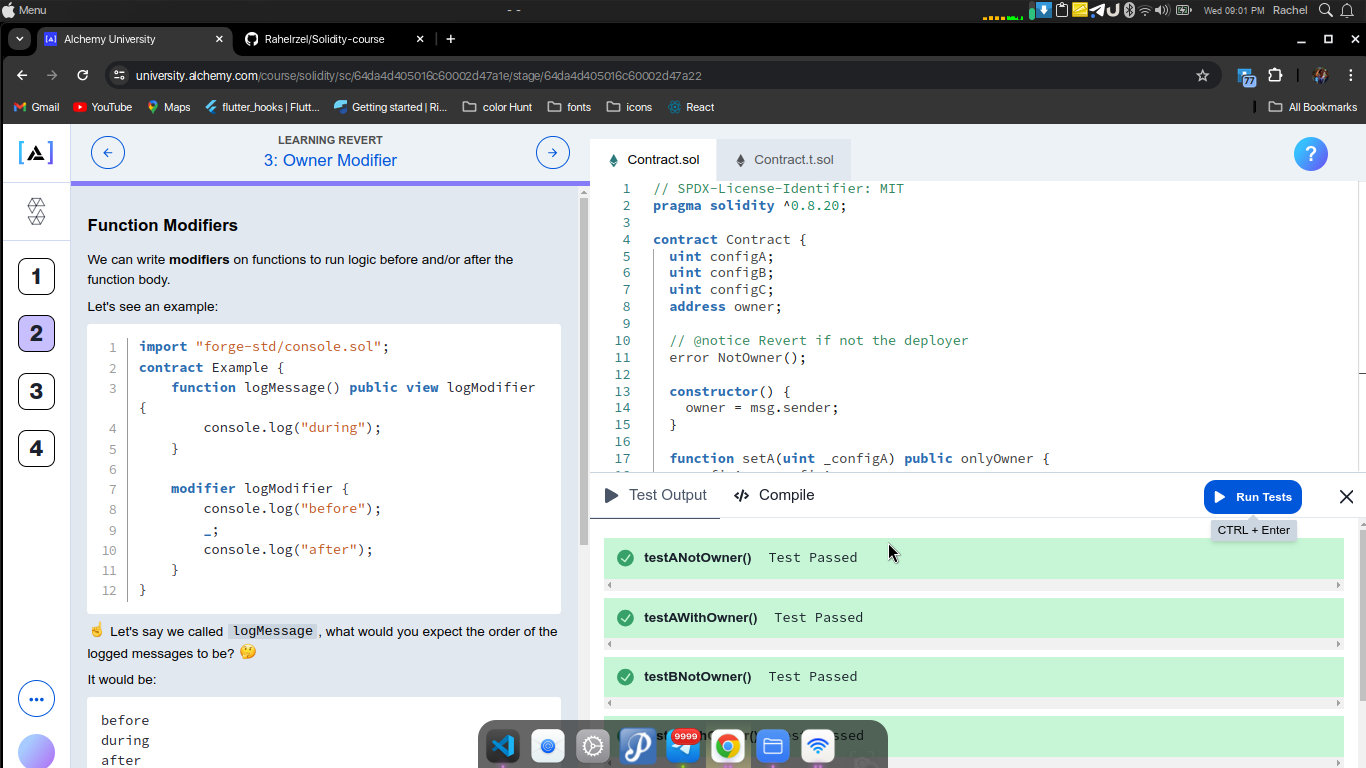 Menu
- -
Wed 09:01 PM
Rachel
Alchemy University
Rahelrzel/Solidity-course
university.alchemy.com/course/solidity/sc/64da4d405016c60002d47a1e/stage/64da4d405016c60002d47a22
77
Gmail
YouTube
Maps
flutter_hooks | Flutt...
Getting started | Ri...
color Hunt
fonts
icons
React
All Bookmarks
LEARNING REVERT
3: Owner Modifier
1
2
3
4
Function Modifiers
We can write modifiers on functions to run logic before and/or after the
function body.
Let's see an example:
1 import "forge-std/console.sol";
2 contract Example {
3 function logMessage() public view logModifier
{
4 console.log("during");
5 }
6
7 modifier logModifier {
8 console.log("before");
9 _;
10 console.log("after");
11 }
12 }
☝️ Let's say we called logMessage, what would you expect the order of the
logged messages to be? 🤔
It would be:
before
during
after
Contract.sol
Contract.t.sol
?
1 // SPDX-License-Identifier: MIT
2 pragma solidity ^0.8.20;
3
4 contract Contract {
5 uint configA;
6 uint configB;
7 uint configC;
8 address owner;
9
10 // @notice Revert if not the deployer
11 error NotOwner();
12
13 constructor() {
14 owner = msg.sender;
15 }
16
17 function setA(uint _configA) public onlyOwner {
Test Output
Compile
Run Tests
CTRL + Enter
testANotOwner() Test Passed
testAWithOwner() Test Passed
testBNotOwner() Test Passed
9999